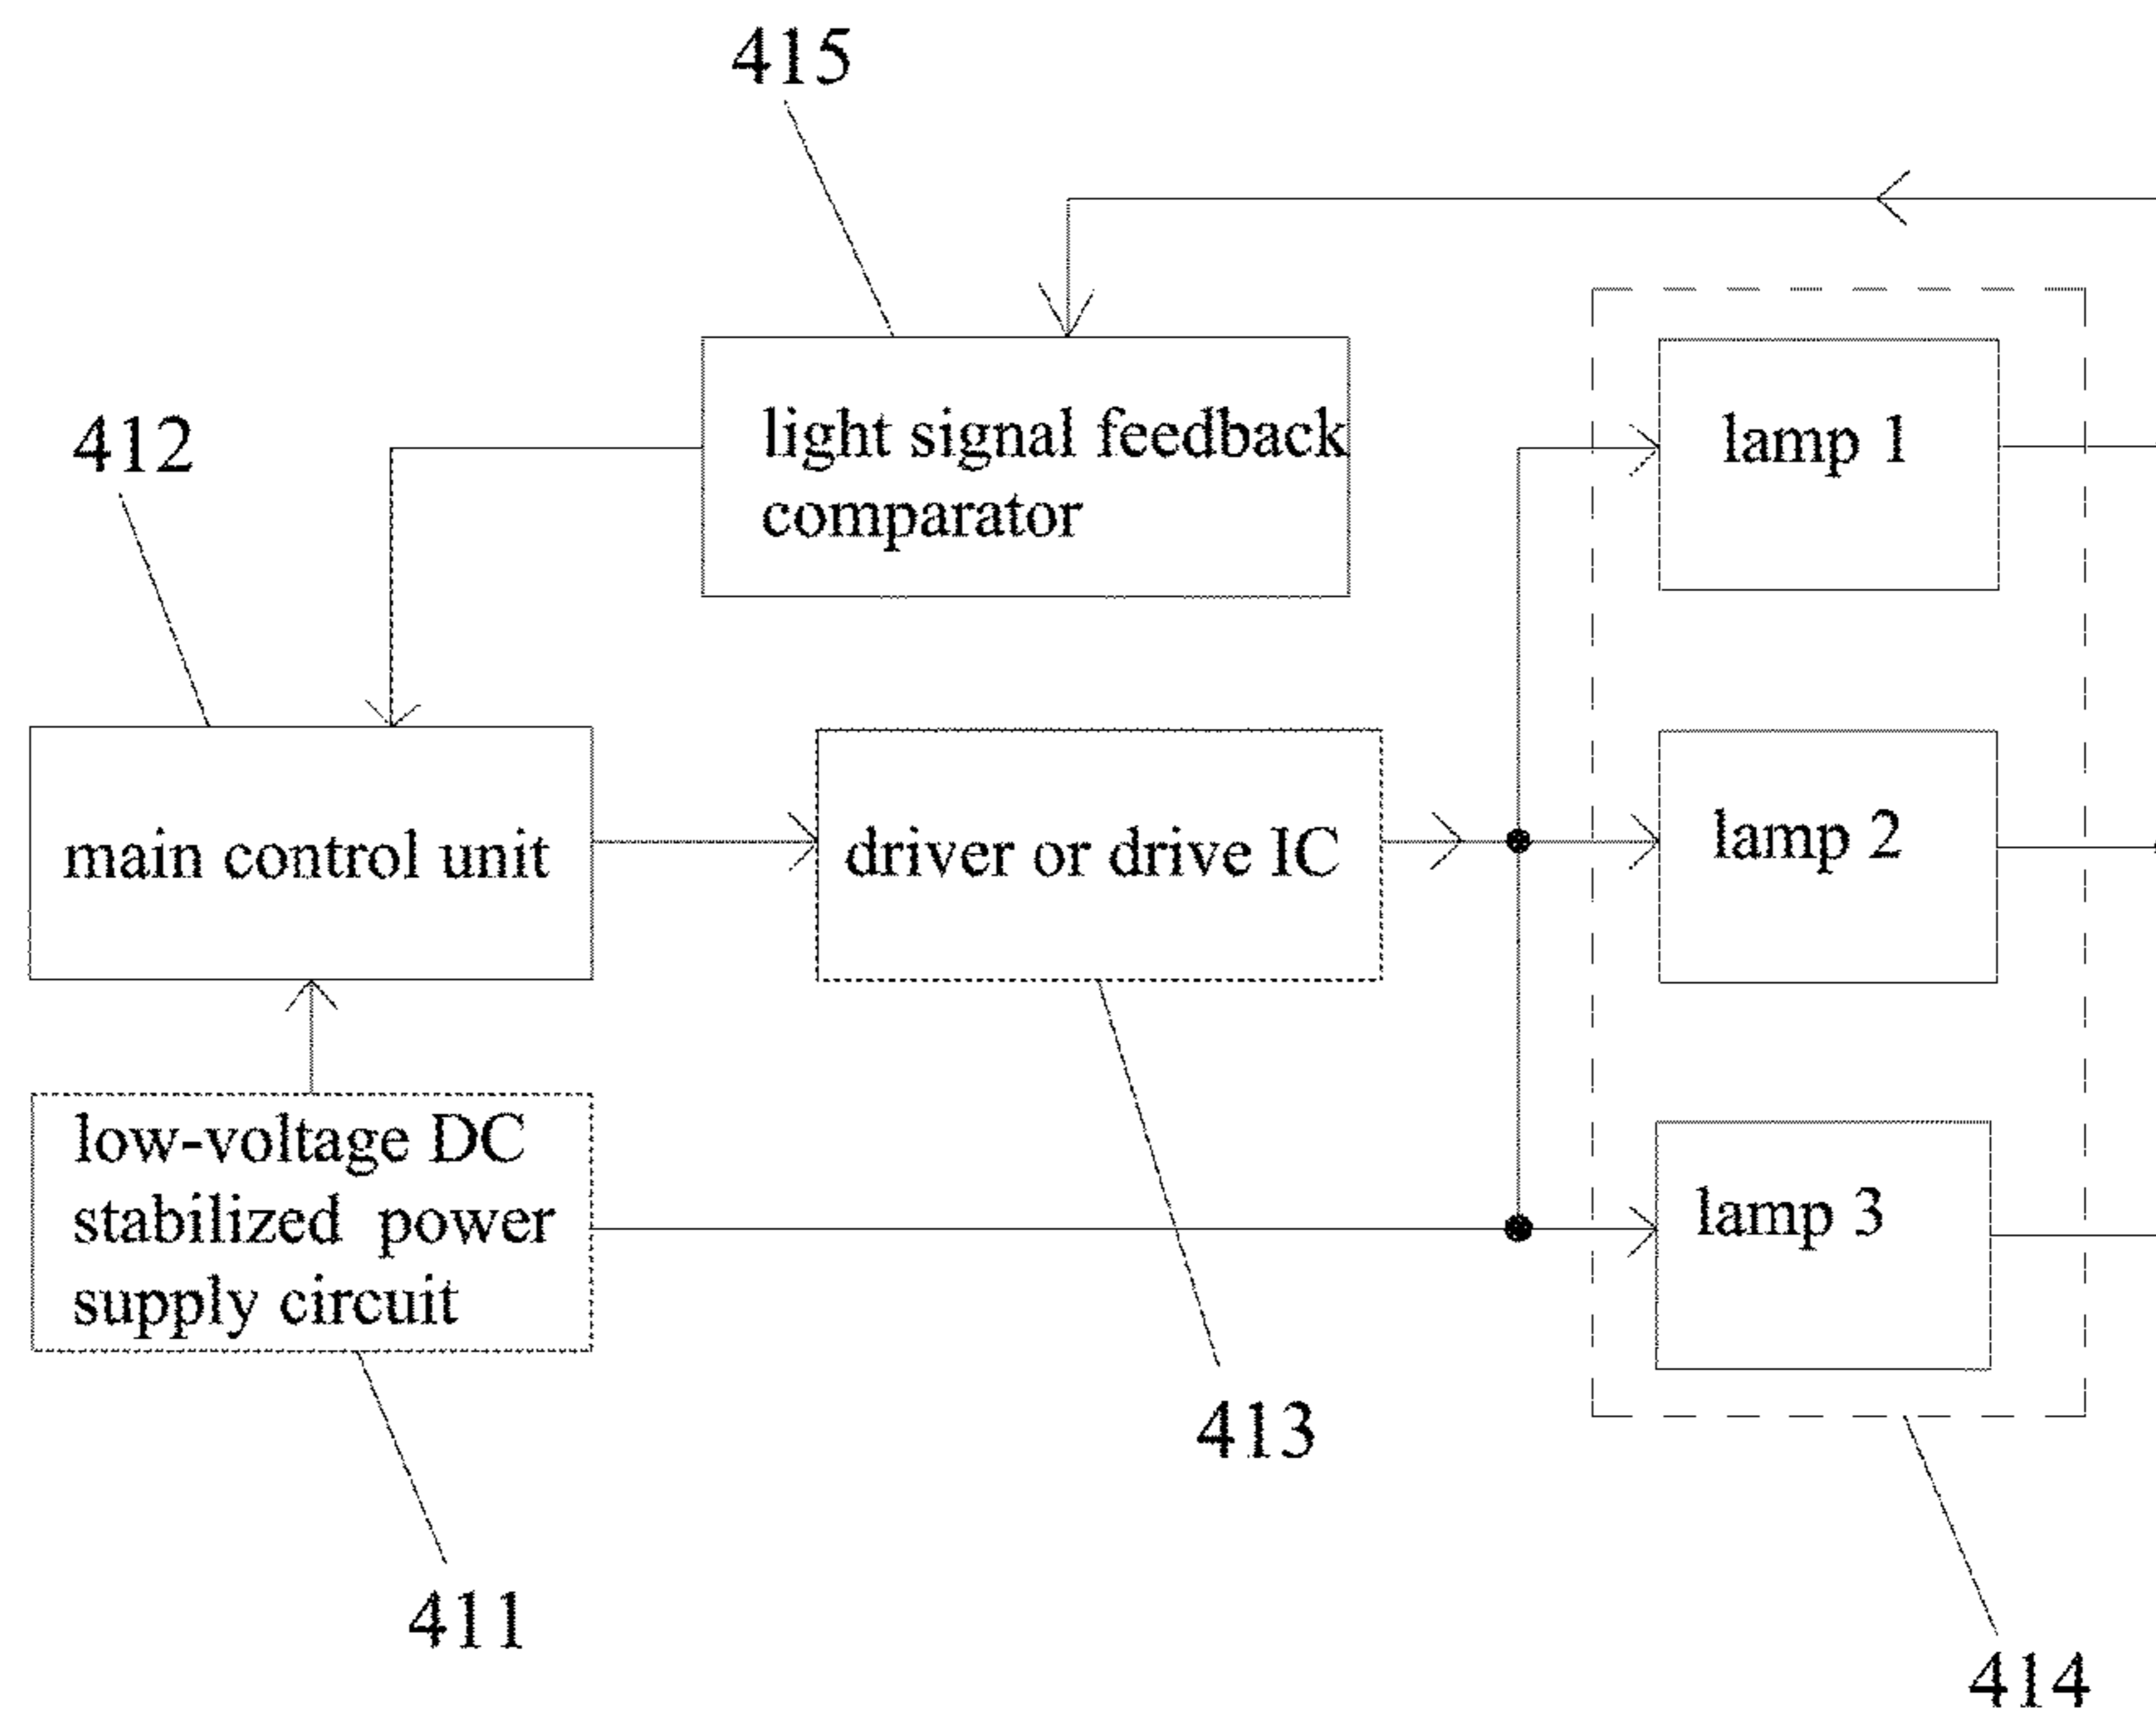 415
412
light signal feedback
comparator
lamp 1
main control unit
driver or drive IC
lamp 2
low-voltage DC
stabilized power
supply circuit
lamp 3
413
411
414